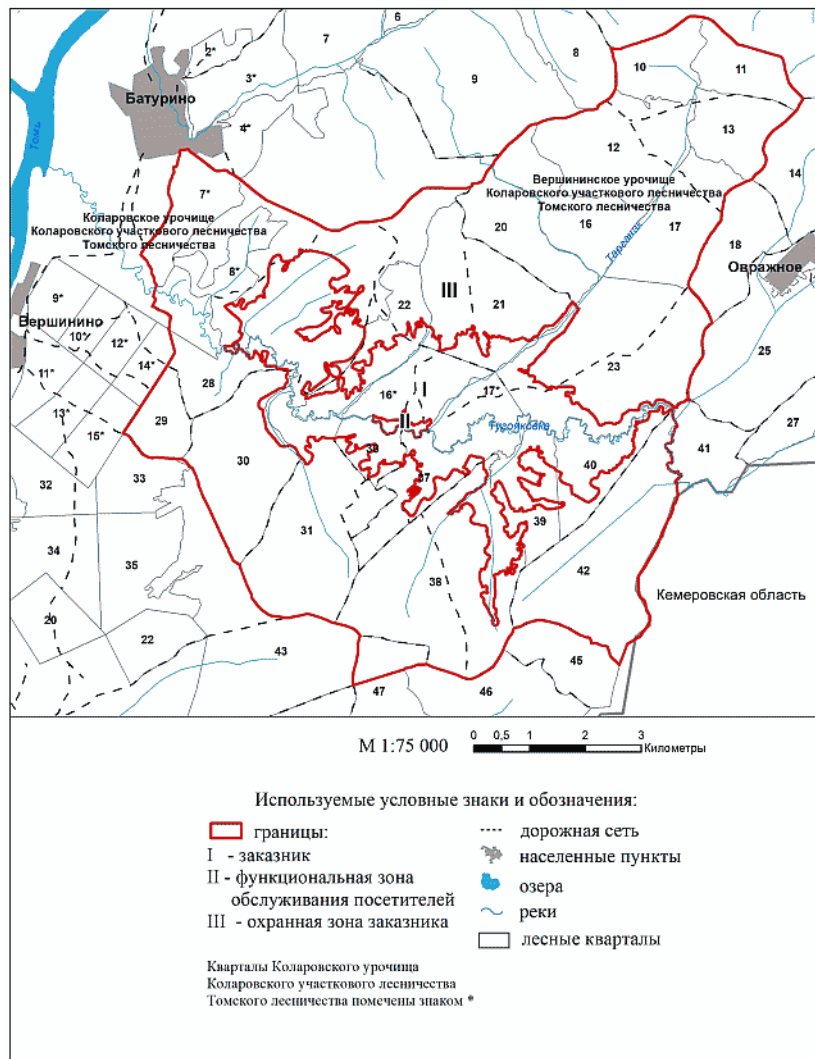 6
2*
7
8
10
11
3*
9
Батурино
Томь
4*
13
12
14
7*
Вершининское урочище
Коларовского участкового лесничества
Томского лесничества
Коларовское урочище
Коларовского участкового лесничества
Томского лесничества
20
16
17
18
8*
Овражное
III
9*
22
21
Вершинино
10*
12*
25
14*
23
11*
28
16*
I
17*
13*
29
II
27
15*
36
41
30
40
32
33
37
31
39
34
35
38
42
20
Кемеровская область
22
43
45
47
46
М 1:75 000
0 0,5 1 2 3
Километры
Используемые условные знаки и обозначения:
границы:
I - заказник
II - функциональная зона
обслуживания посетителей
III - охранная зона заказника
дорожная сеть
населенные пункты
озера
реки
лесные кварталы
Кварталы Коларовского урочища
Коларовского участкового лесничества
Томского лесничества помечены знаком *